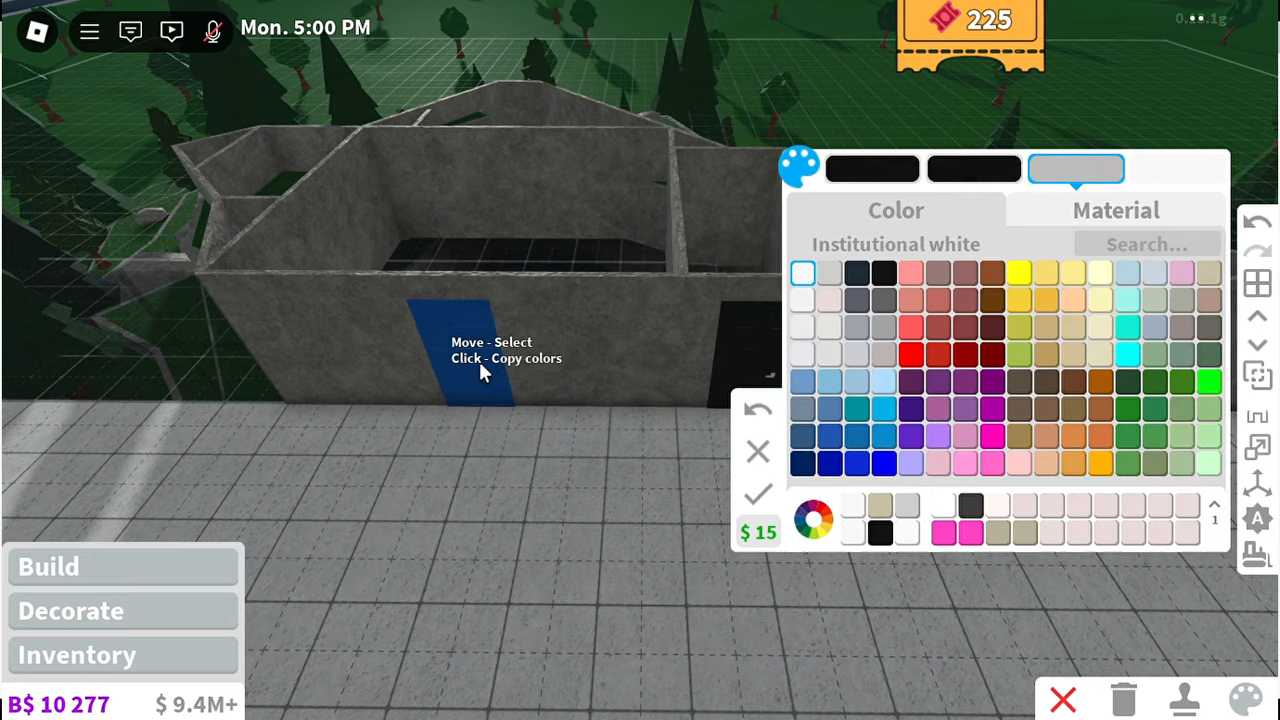 Mon. 5:00 PM
225
Color
Material
Institutional white
Search...
Move - Select
Click - Copy colors
$ 15
1
A
Build
Decorate
Inventory
B$ 10 277
$ 9.4M+